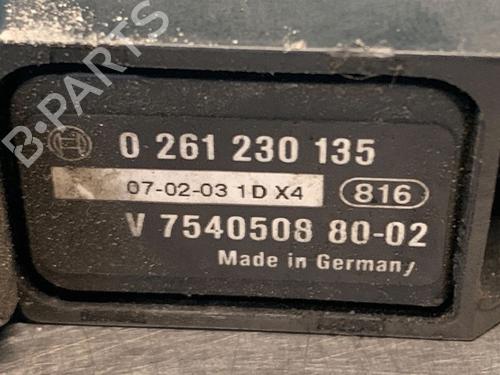 B-PARTS
0 261 230 135
07-02-03 1D X4 816
V 7540508 80-02
Made in Germany